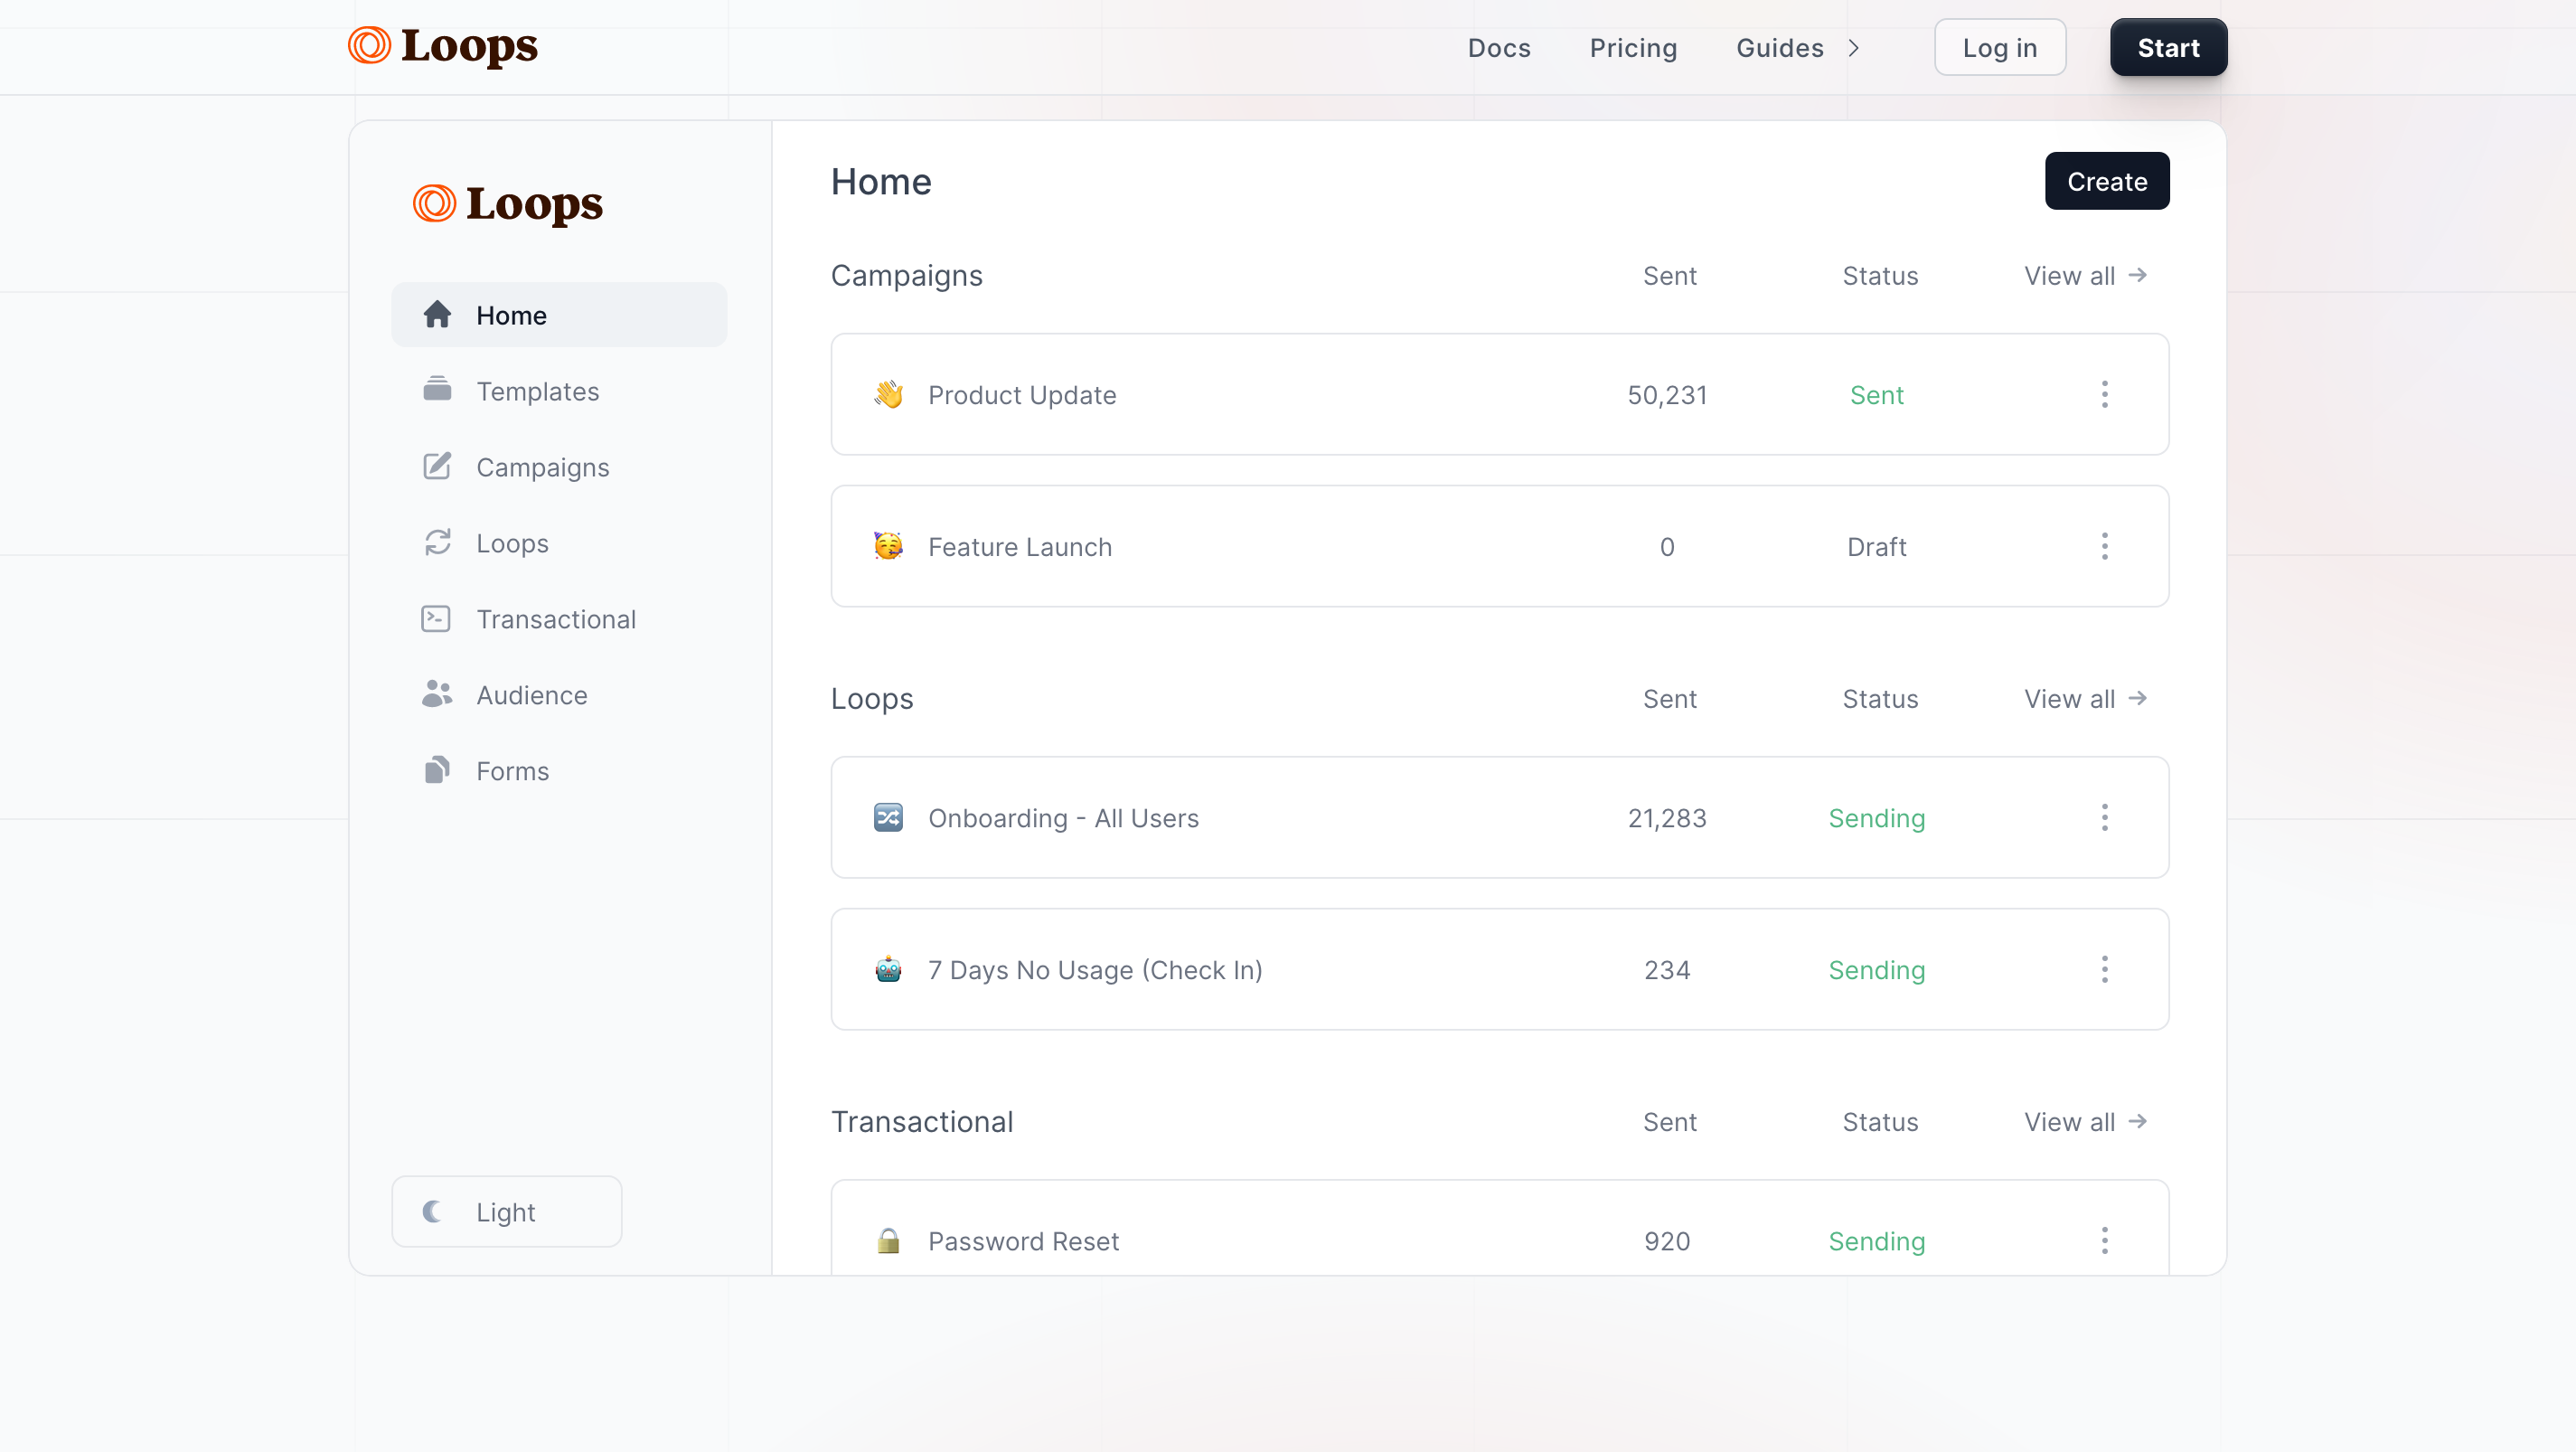 Loops
Docs Pricing Guides Log in Start
Loops
Home
Templates
Campaigns
Loops
Transactional
Audience
Forms
Light
Home Create
Campaigns Sent Status View all
Product Update 50,231 Sent
Feature Launch 0 Draft
Loops Sent Status View all
Onboarding - All Users 21,283 Sending
7 Days No Usage (Check In) 234 Sending
Transactional Sent Status View all
Password Reset 920 Sending